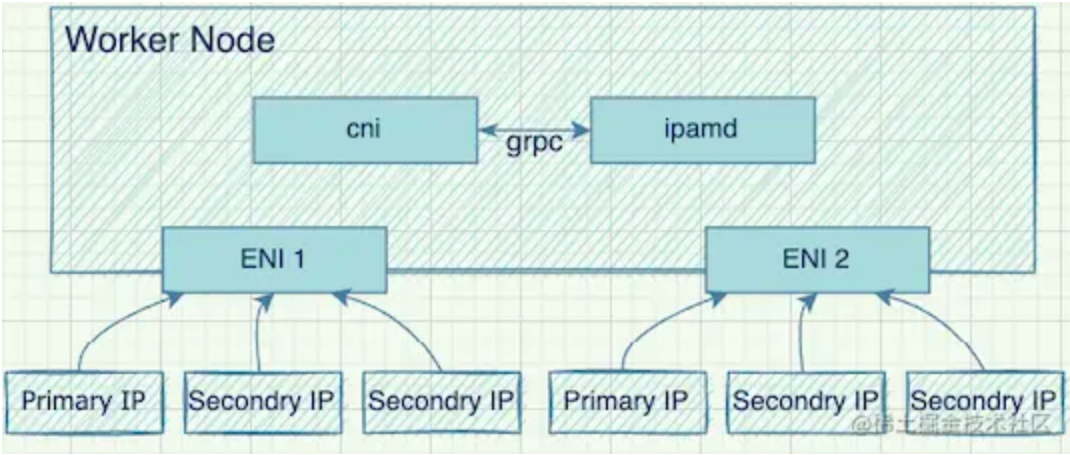 Worker Node
cni
grpc
ipamd
ENI 1
ENI 2
Primary IP
Secondry IP
Secondry IP
Primary IP
Secondry IP
Secondry IP
@稀土掘金技术社区